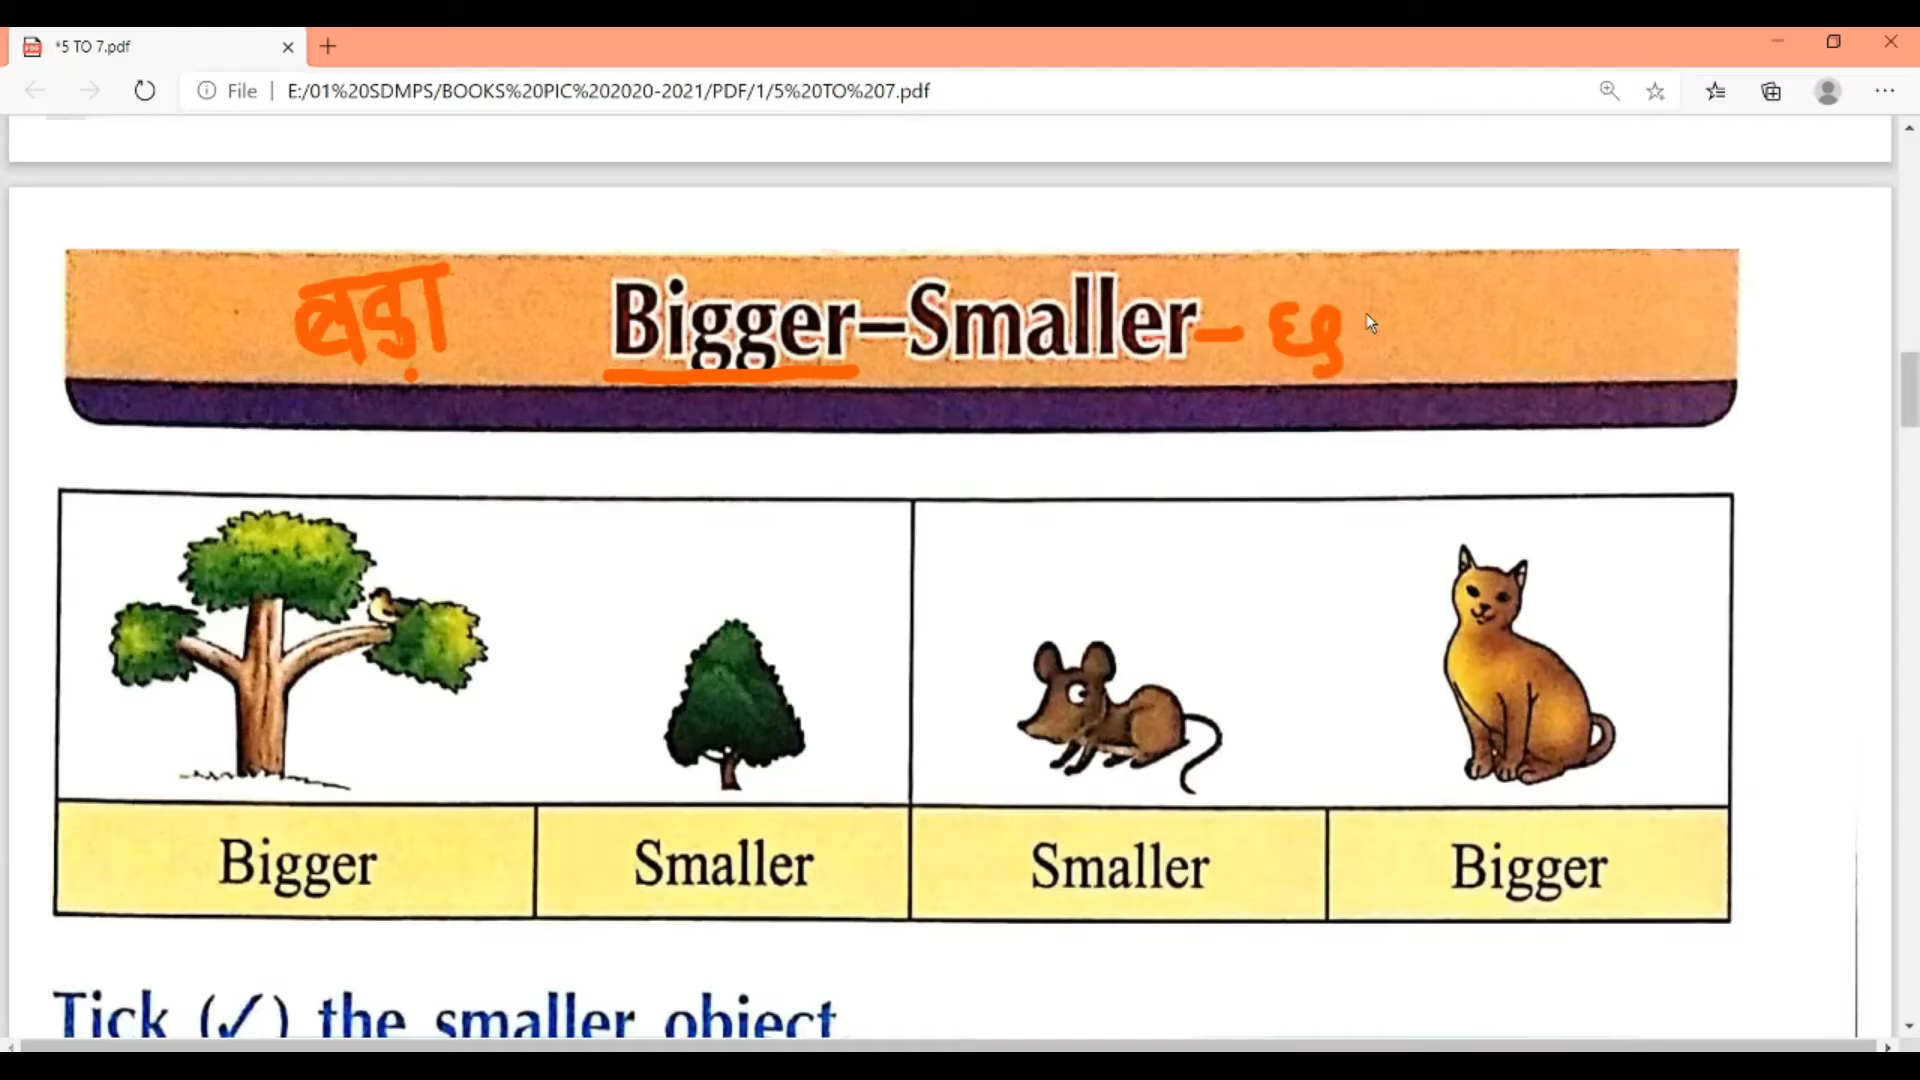 *5 TO 7.pdf
File | E:/01%20SDMPS/BOOKS%20PIC%202020-2021/PDF/1/5%20TO%207.pdf
बड़ा Bigger–Smaller - छु
Bigger Smaller Smaller Bigger
Tick (✓) the smaller object